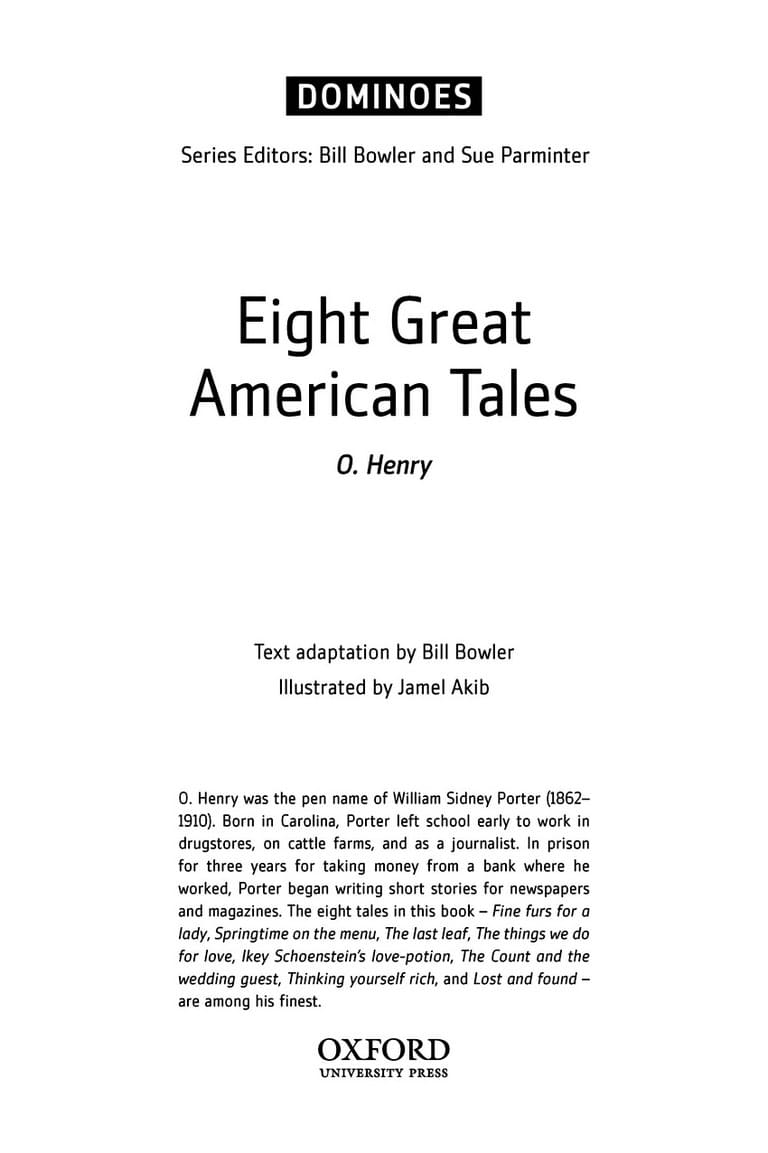 DOMINOES
Series Editors: Bill Bowler and Sue Parminter
Eight Great
American Tales
O. Henry
Text adaptation by Bill Bowler
Illustrated by Jamel Akib
O. Henry was the pen name of William Sidney Porter (1862–
1910). Born in Carolina, Porter left school early to work in
drugstores, on cattle farms, and as a journalist. In prison
for three years for taking money from a bank where he
worked, Porter began writing short stories for newspapers
and magazines. The eight tales in this book – Fine furs for a
lady, Springtime on the menu, The last leaf, The things we do
for love, Ikey Schoenstein's love-potion, The Count and the
wedding guest, Thinking yourself rich, and Lost and found –
are among his finest.
OXFORD
UNIVERSITY PRESS